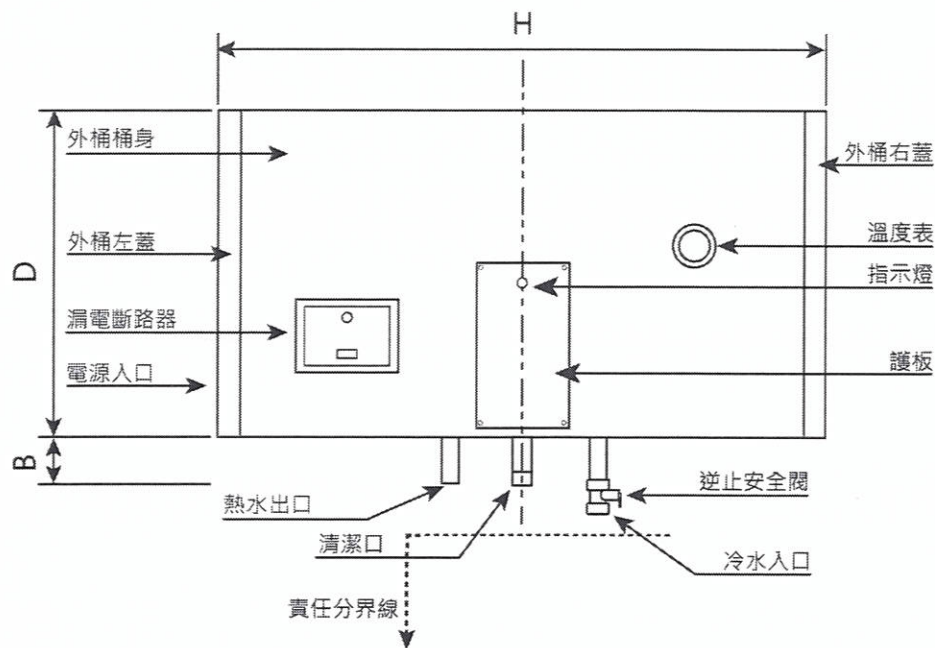 H
外桶桶身
外桶右蓋
D
外桶左蓋
溫度表
指示燈
漏電斷路器
護板
電源入口
B
熱水出口
逆止安全閥
清潔口
冷水入口
責任分界線